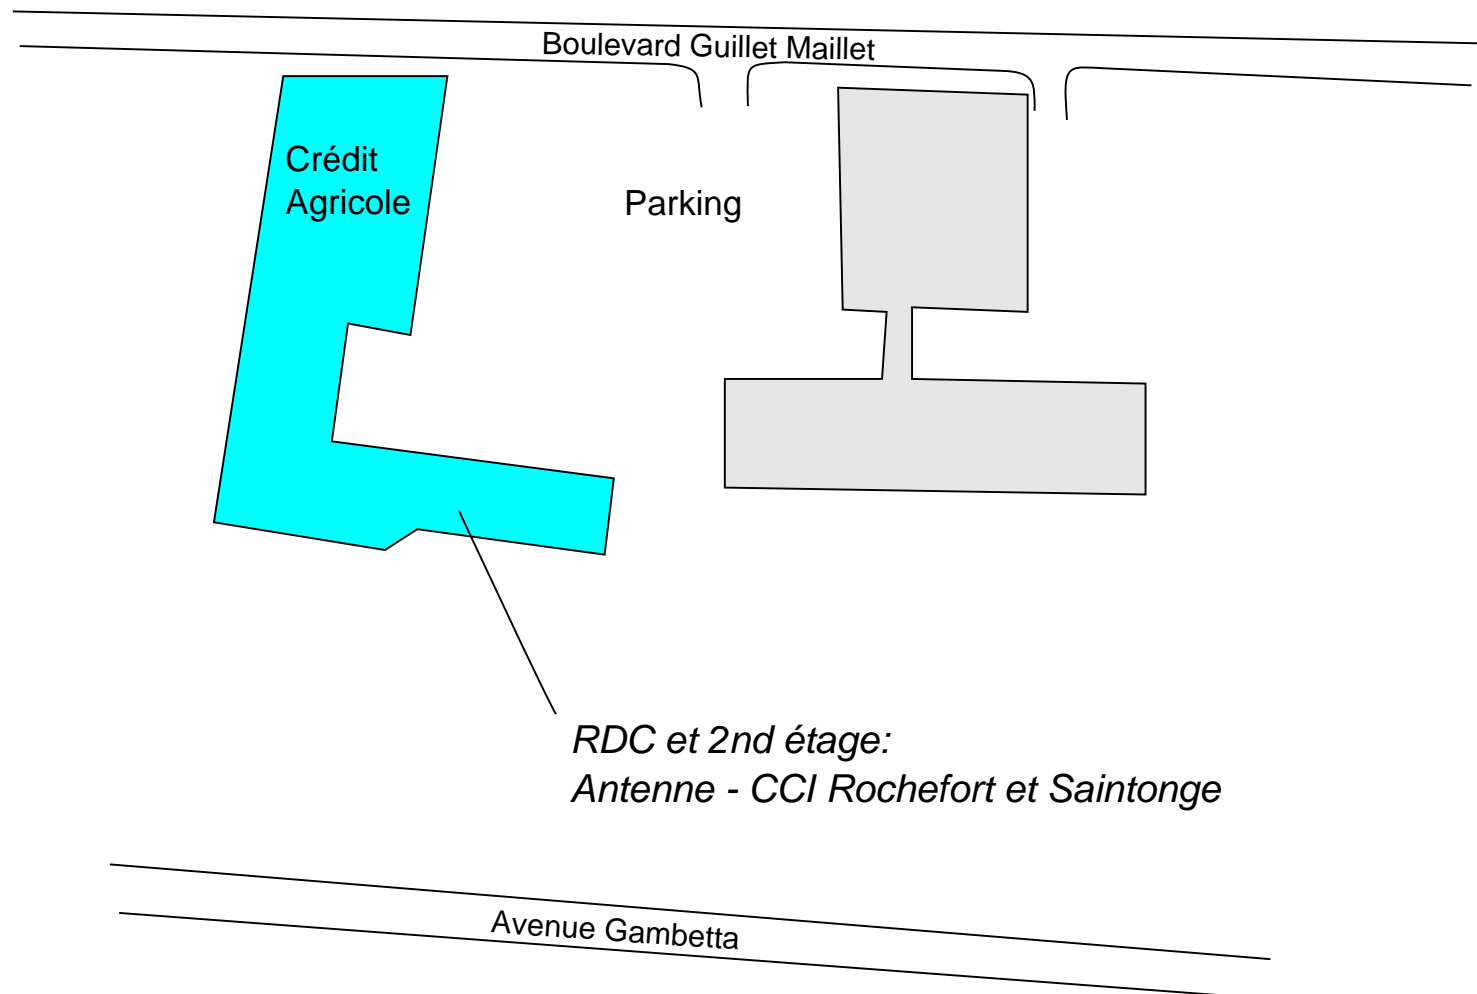 Boulevard Guillet Maillet
Crédit
Agricole
Parking
RDC et 2nd étage:
Antenne - CCI Rochefort et Saintonge
Avenue Gambetta